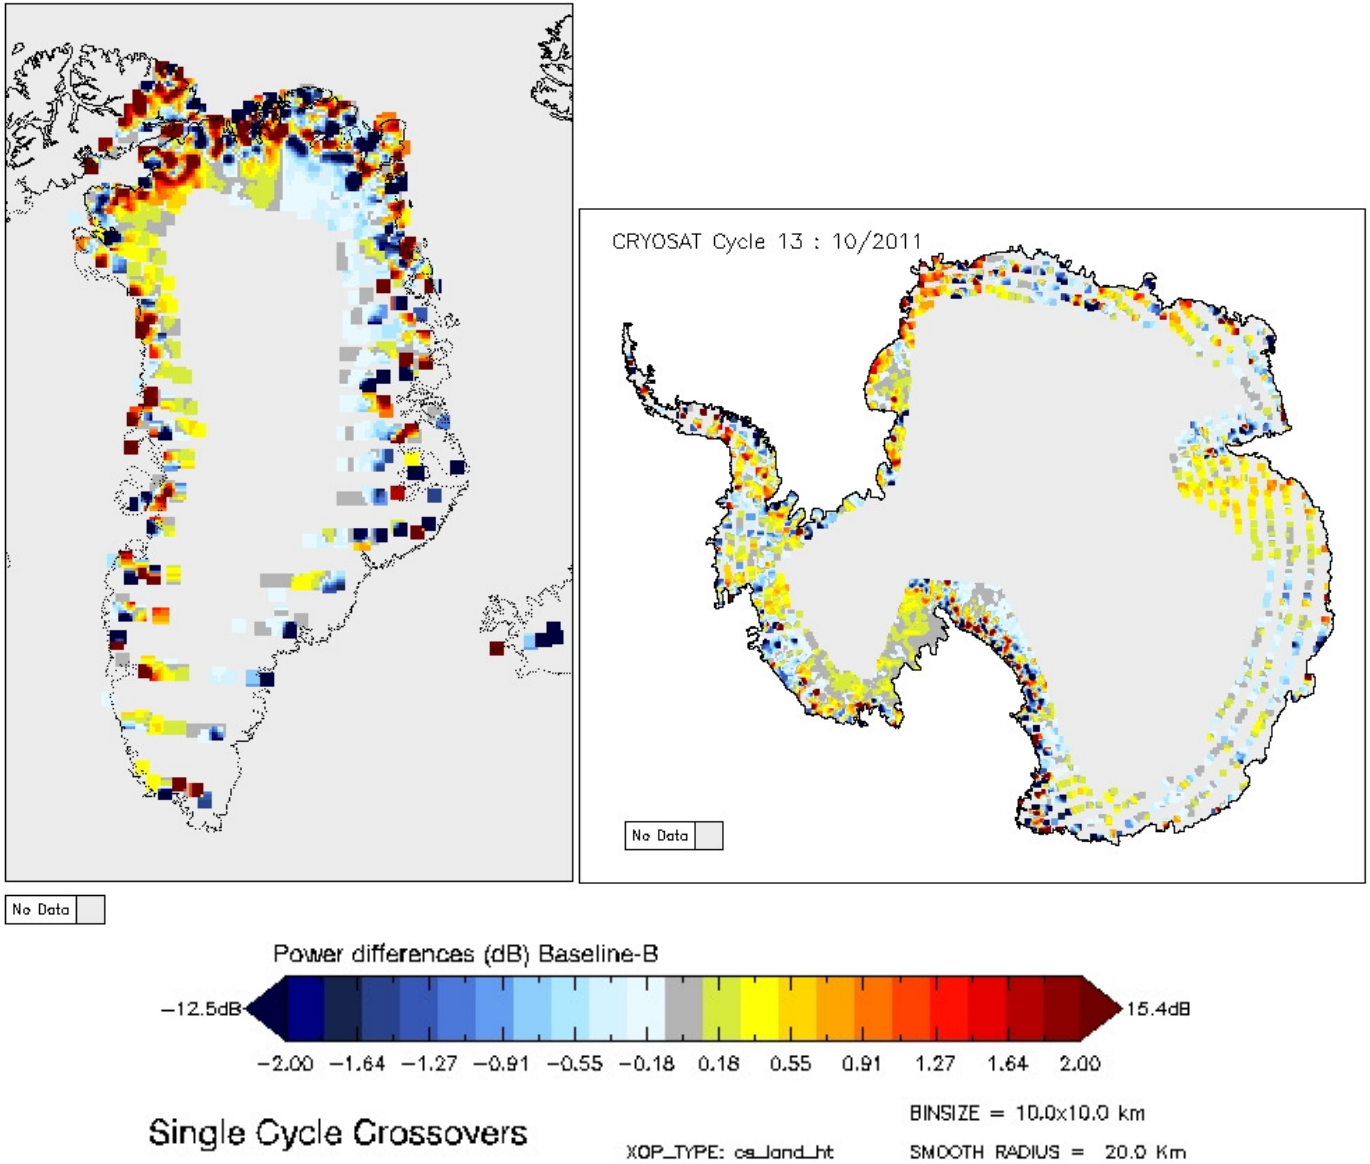 CRYOSAT Cycle 13 : 10/2011
No Data
No Data
Power differences (dB) Baseline-B
-12.5dB
15.4dB
-2.00 -1.64 -1.27 -0.91 -0.55 -0.18 0.18 0.55 0.91 1.27 1.64 2.00
Single Cycle Crossovers
BINSIZE = 10.0x10.0 km
XOP_TYPE: cs_land_ht
SMOOTH RADIUS = 20.0 Km